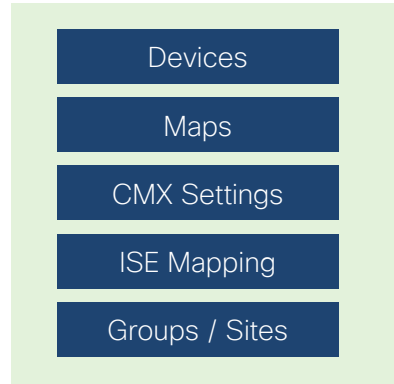 Devices
Maps
CMX Settings
ISE Mapping
Groups / Sites